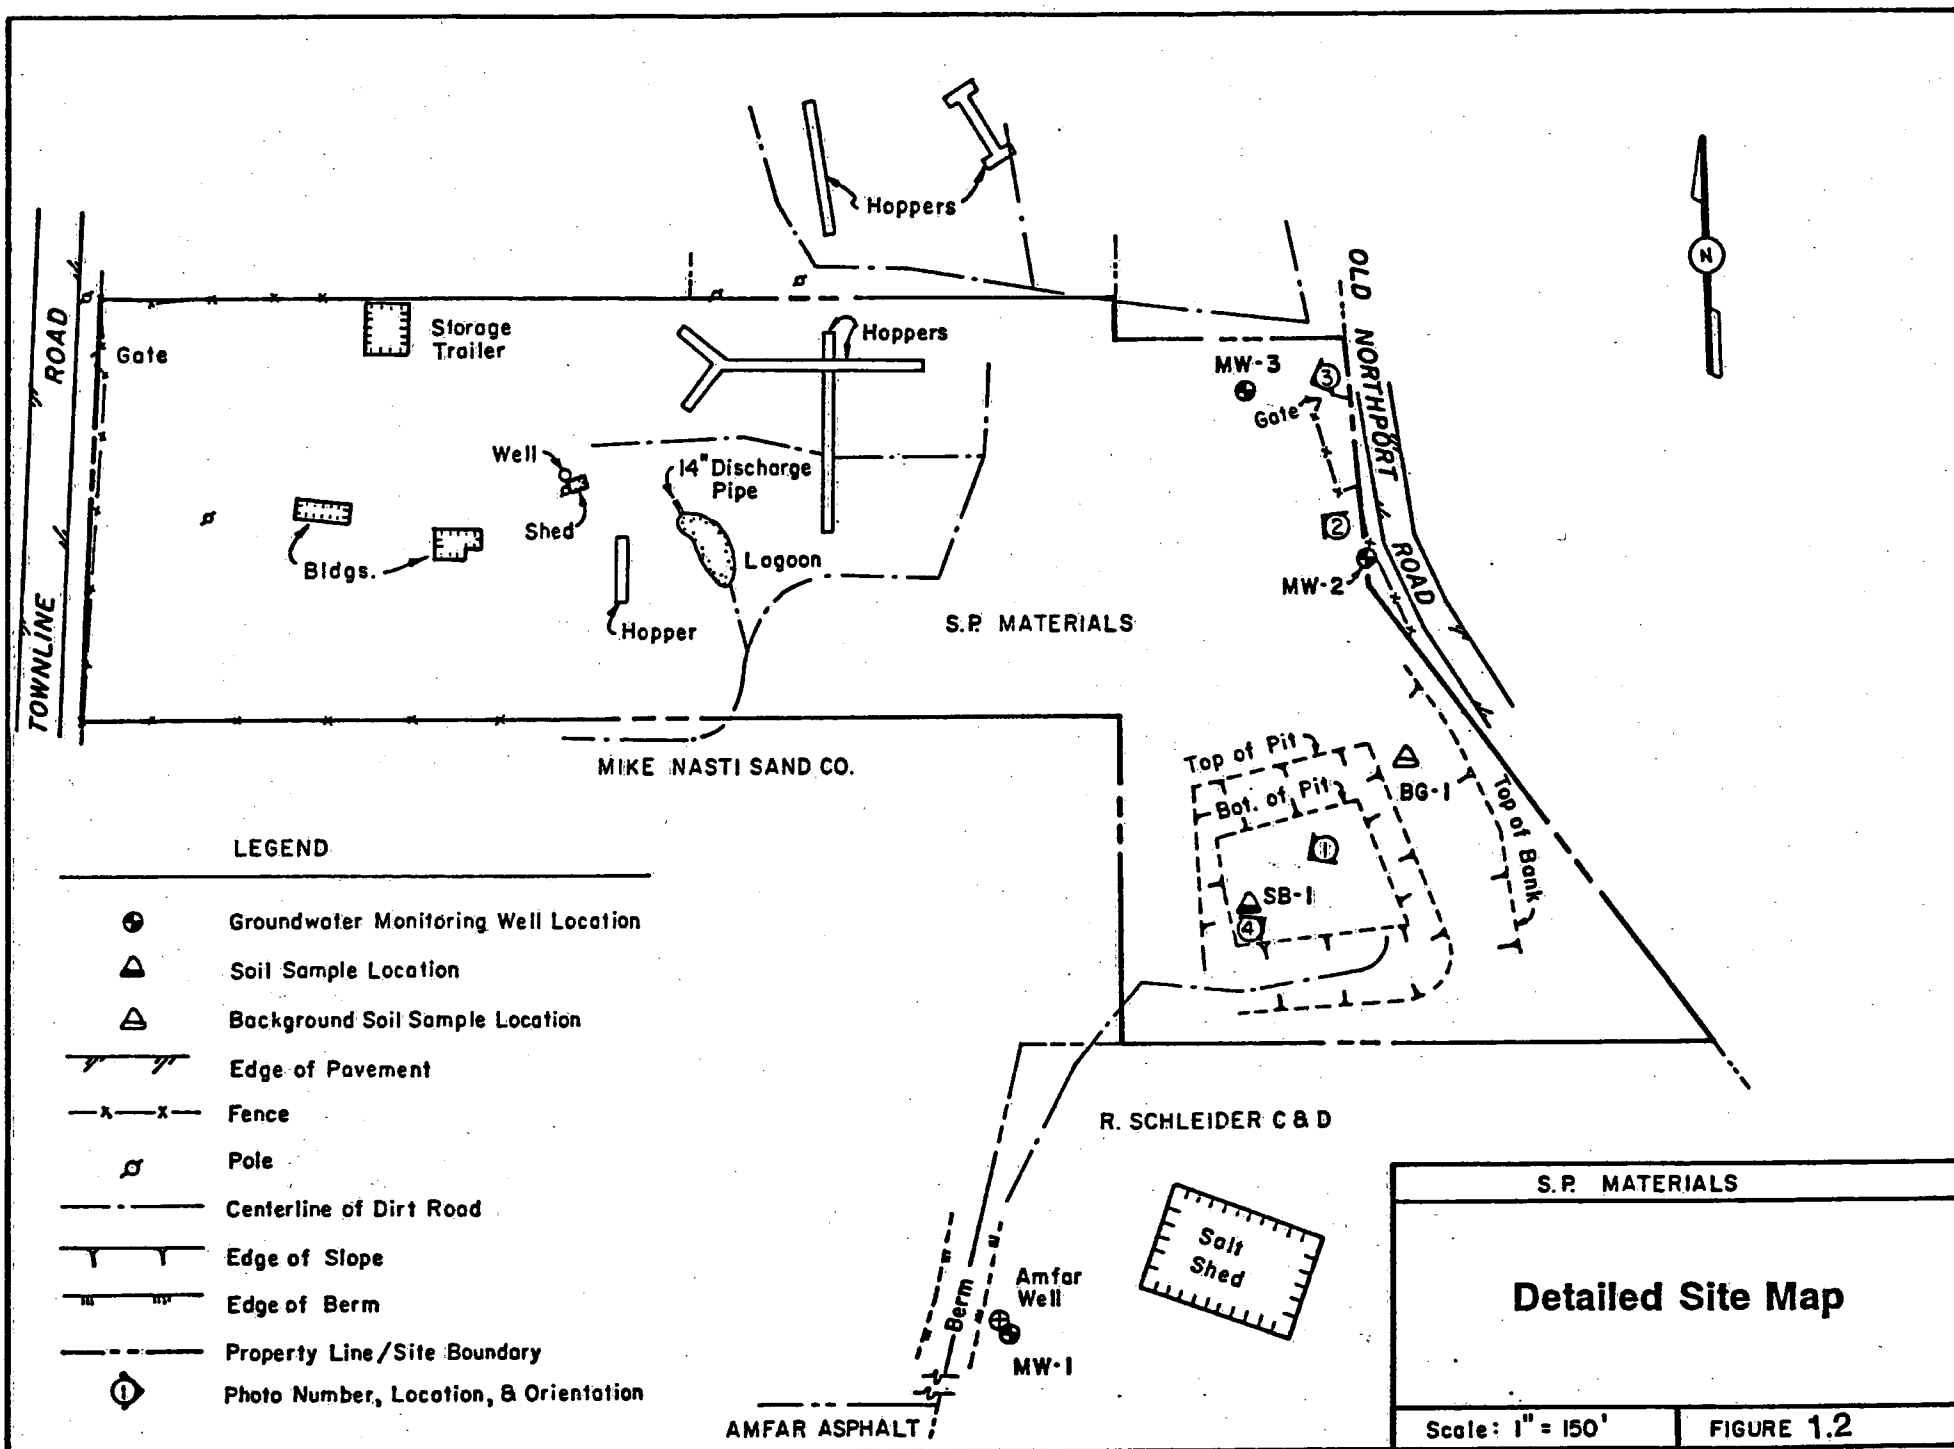 Hoppers
N
OLD NORTHPORT ROAD
TOWNLINE ROAD
Gate
Storage
Trailer
Hoppers
MW-3
3
Gate
Well
14" Discharge
Pipe
Shed
2
Bldgs.
Lagoon
MW-2
Hopper
S.P. MATERIALS
MIKE NASTI SAND CO.
Top of Pit
Bot. of Pit
BG-1
Top of Bank
1
SB-1
4
LEGEND
Groundwater Monitoring Well Location
Soil Sample Location
Background Soil Sample Location
Edge of Pavement
Fence
Pole
Centerline of Dirt Road
Edge of Slope
Edge of Berm
Property Line/Site Boundary
1
Photo Number, Location, & Orientation
R. SCHLEIDER C & D
Salt
Shed
Amfar
Well
Berm
MW-1
AMFAR ASPHALT
S.P. MATERIALS
Detailed Site Map
Scale: 1" = 150'
FIGURE 1.2